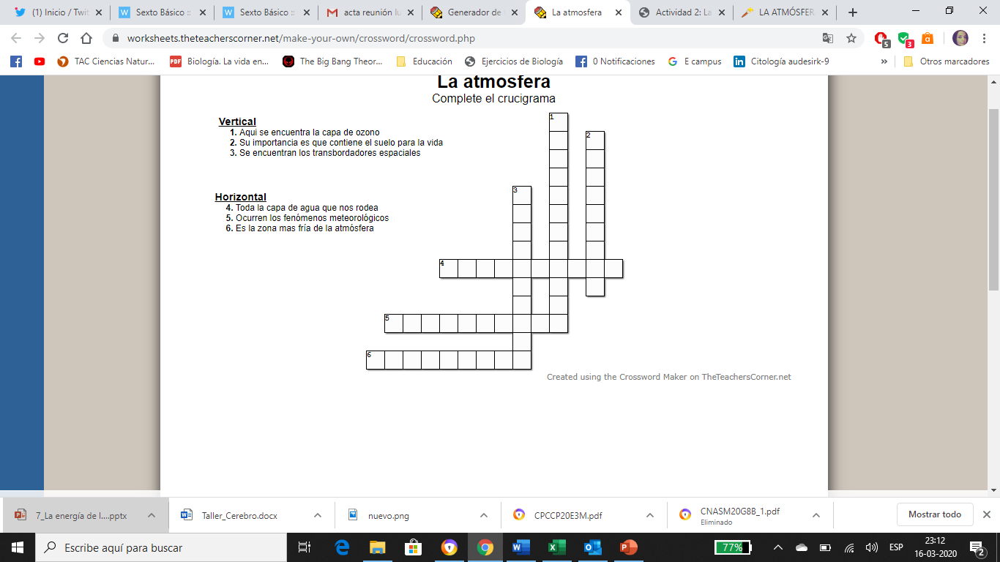 (1) Inicio / Twit
Sexto Básico ::
Sexto Básico ::
acta reunión lu
Generador de
La atmosfera
Actividad 2: La
LA ATMÓSFER
worksheets.theteacherscorner.net/make-your-own/crossword/crossword.php
5
3
TAC Ciencias Natur...
PDF
Biología. La vida en...
The Big Bang Theor...
Educación
Ejercicios de Biología
0 Notificaciones
E campus
Citología audesirk-9
»
Otros marcadores
La atmosfera
Complete el crucigrama
Vertical
1. Aqui se encuentra la capa de ozono
2. Su importancia es que contiene el suelo para la vida
3. Se encuentran los transbordadores espaciales
Horizontal
4. Toda la capa de agua que nos rodea
5. Ocurren los fenómenos meteorológicos
6. Es la zona mas fría de la atmósfera
1
2
3
4
5
6
Created using the Crossword Maker on TheTeachersCorner.net
7_La energía de l....pptx
Taller_Cerebro.docx
nuevo.png
CPCCP20E3M.pdf
CNASM20G8B_1.pdf
Eliminado
Mostrar todo
Escribe aquí para buscar
77%
ESP
23:12
16-03-2020
2